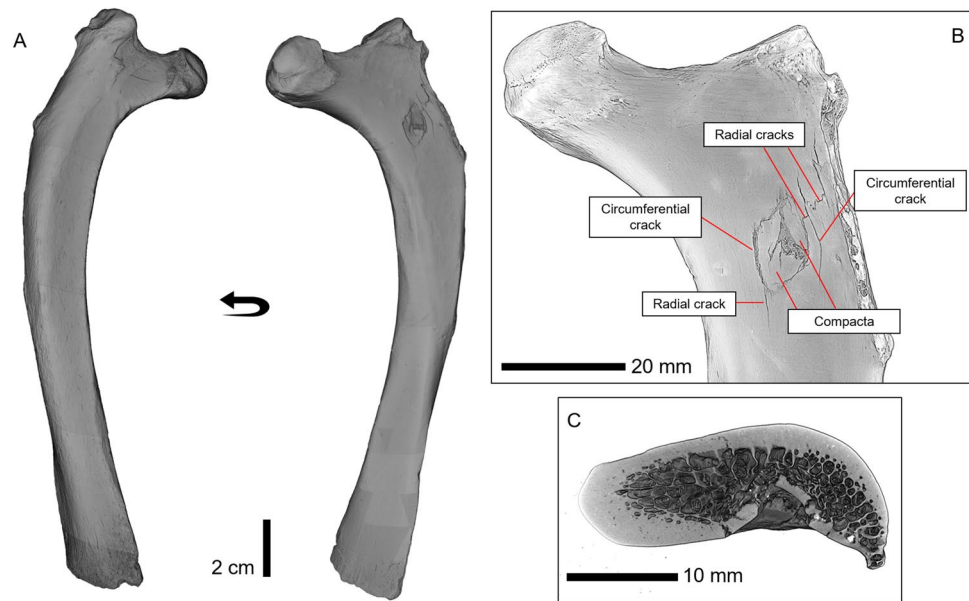 A
2 cm
B
Radial cracks
Circumferential
crack
Circumferential
crack
Radial crack
Compacta
20 mm
C
10 mm